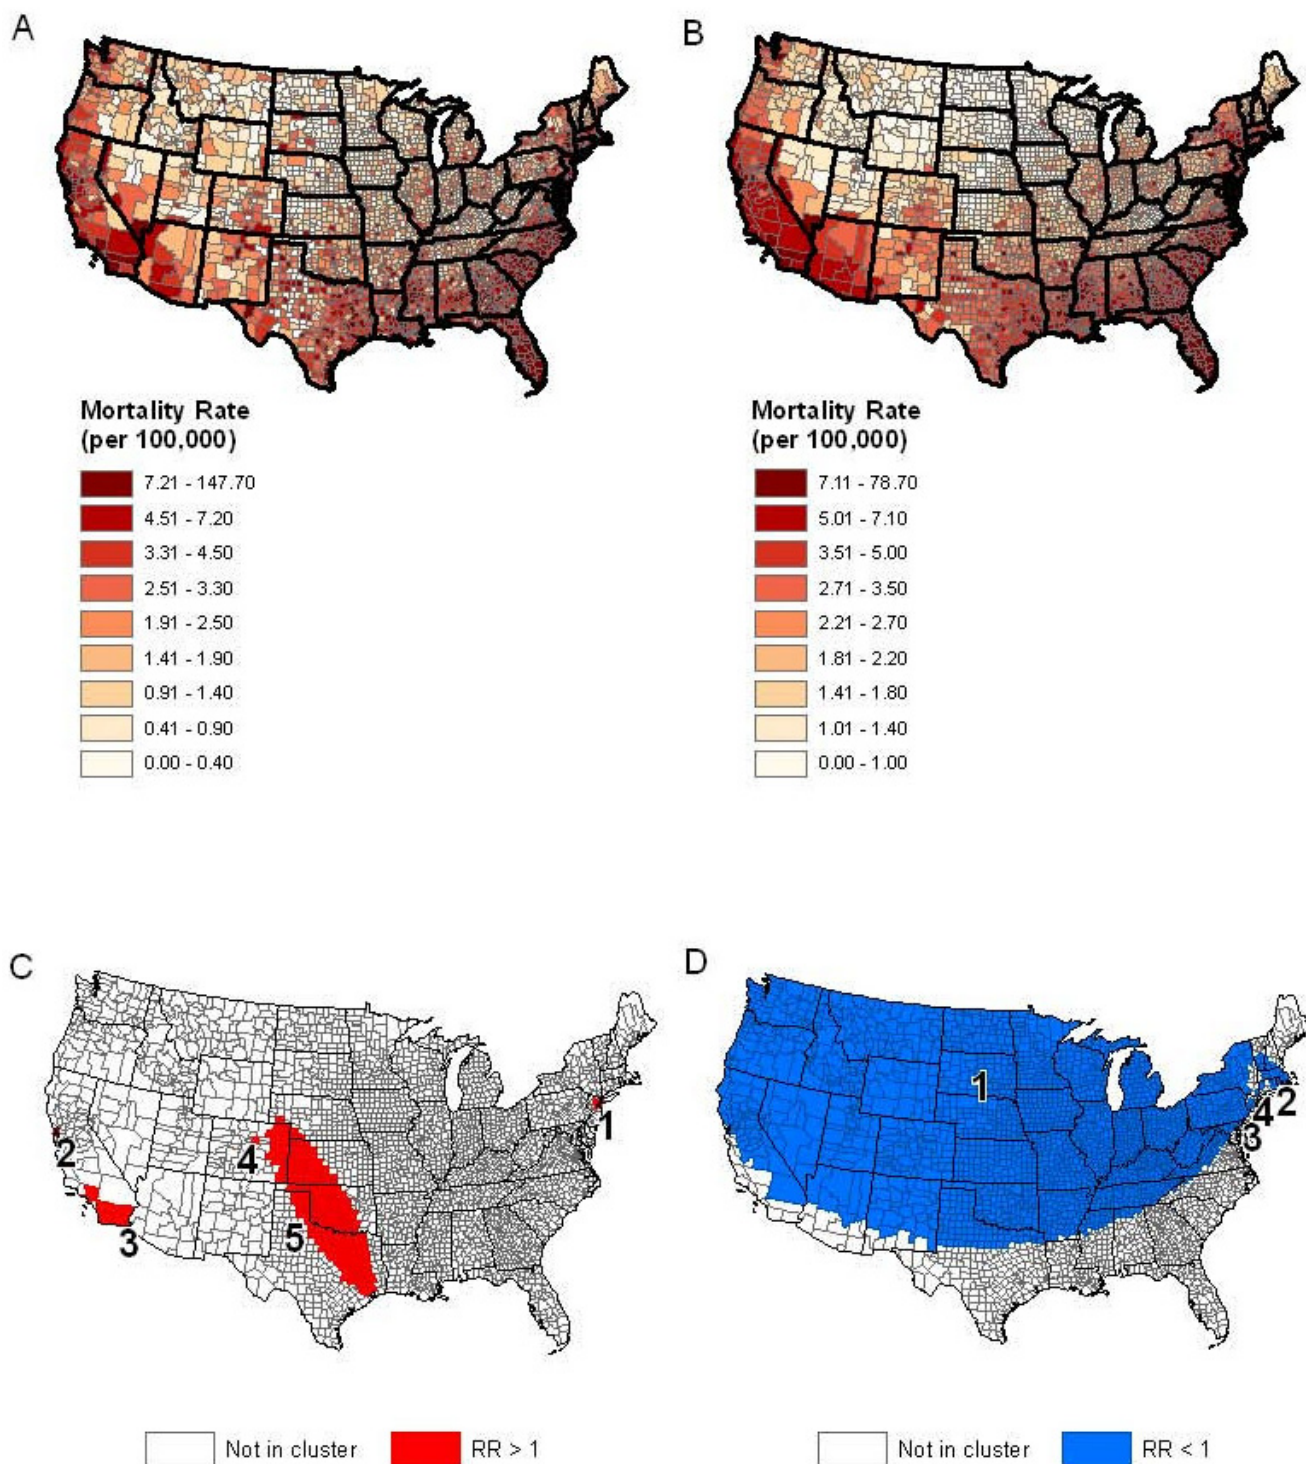 A
B
Mortality Rate
(per 100,000)
7.21 - 147.70
4.51 - 7.20
3.31 - 4.50
2.51 - 3.30
1.91 - 2.50
1.41 - 1.90
0.91 - 1.40
0.41 - 0.90
0.00 - 0.40
Mortality Rate
(per 100,000)
7.11 - 78.70
5.01 - 7.10
3.51 - 5.00
2.71 - 3.50
2.21 - 2.70
1.81 - 2.20
1.41 - 1.80
1.01 - 1.40
0.00 - 1.00
C
1
2
4
5
3
Not in cluster
RR > 1
D
1
2
4
3
Not in cluster
RR < 1